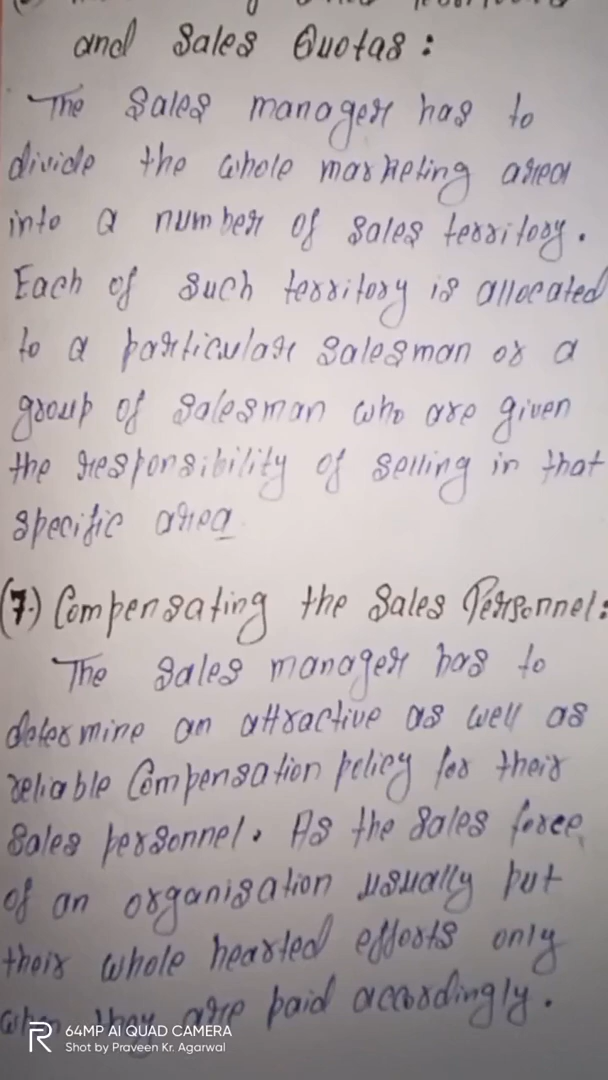 and Sales Quotas :
The Sales manager has to
divide the whole marketing area
into a number of sales territory.
Each of such territory is allocated
to a particular salesman or a
group of salesman who are given
the responsibility of selling in that
specific area
(7.) Compensating the Sales Personnel:
The sales manager has to
determine an attractive as well as
reliable Compensation policy for their
Sales personnel. As the sales force
of an organisation usually put
their whole hearted efforts only
when they are paid accordingly.
64MP AI QUAD CAMERA
Shot by Praveen Kr. Agarwal